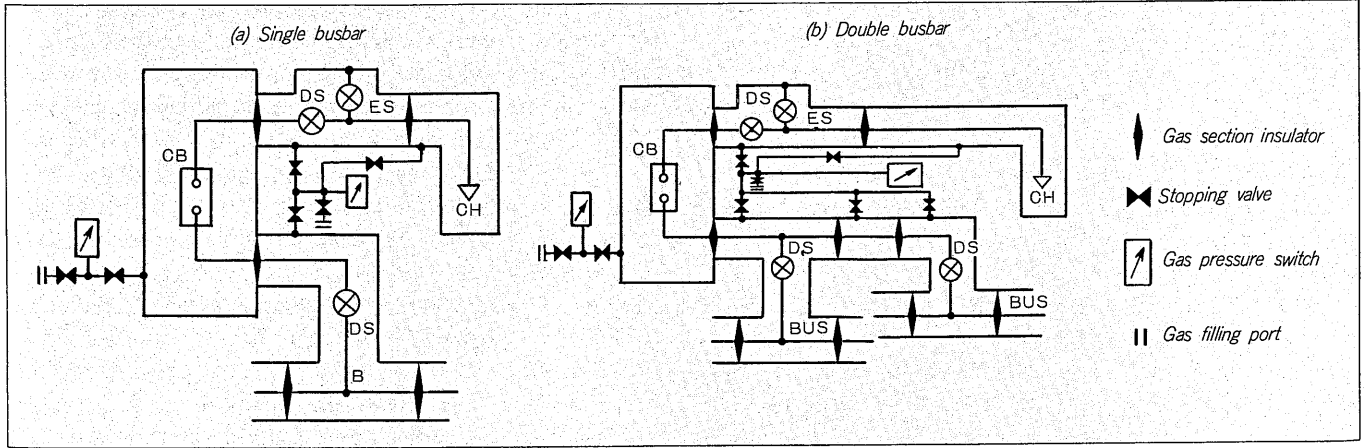 (a) Single busbar
DS
ES
CB
CH
DS
B
(b) Double busbar
DS
ES
CB
CH
DS
DS
BUS
BUS
Gas section insulator
Stopping valve
Gas pressure switch
Gas filling port